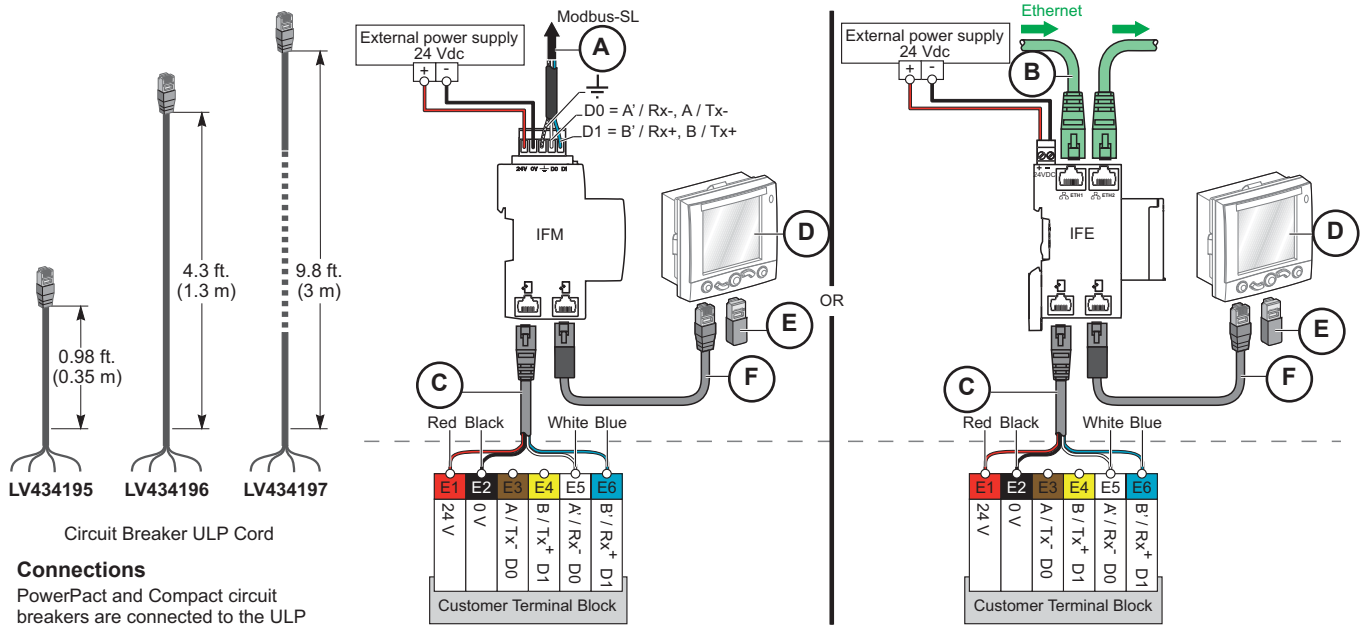 0.98 ft.
(0.35 m)
4.3 ft.
(1.3 m)
9.8 ft.
(3 m)
LV434195
LV434196
LV434197
Circuit Breaker ULP Cord
Connections
PowerPact and Compact circuit
breakers are connected to the ULP
Modbus-SL
A
External power supply
24 Vdc
+ -
D0 = A' / Rx-, A / Tx-
D1 = B' / Rx+, B / Tx+
24V 0V D0 D1
IFM
D
E
F
C
Red Black White Blue
E1 E2 E3 E4 E5 E6
24 V
0 V
A / Tx- D0
B / Tx+ D1
A' / Rx- D0
B' / Rx+ D1
Customer Terminal Block
OR
Ethernet
External power supply
24 Vdc
+ -
B
+ -
24VDC
ETH1 ETH2
IFE
D
E
F
C
Red Black White Blue
E1 E2 E3 E4 E5 E6
24 V
0 V
A / Tx- D0
B / Tx+ D1
A' / Rx- D0
B' / Rx+ D1
Customer Terminal Block